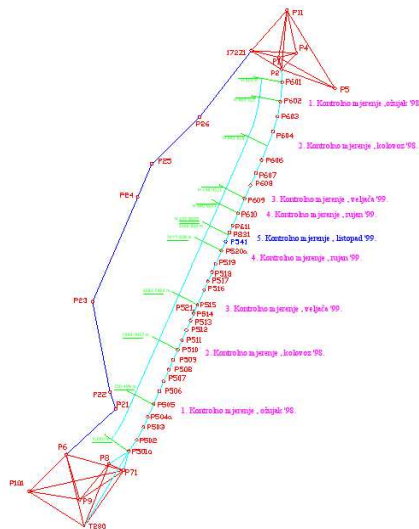 P11
17221
P4
P2
P5
P601
P602
1. Kontrolno mjerenje , ožujak '98.
P603
P604
P26
2. Kontrolno mjerenje , kolovoz '98.
P606
P25
P607
P608
P24
P609
3. Kontrolno mjerenje , veljača '99.
P610
4. Kontrolno mjerenje , rujan '99.
P611
P831
P541
5. Kontrolno mjerenje , listopad '99.
P520a
4. Kontrolno mjerenje , rujan '99.
P519
P518
P517
P516
P23
P515
P521
3. Kontrolno mjerenje , veljača '99.
P514
P513
P512
P511
P510
2. Kontrolno mjerenje , kolovoz '98.
P509
P508
P507
P22
P506
P21
P505
1. Kontrolno mjerenje , ožujak '98.
P504a
P503
P502
P6
P501a
P8
P71
P101
P9
TE80